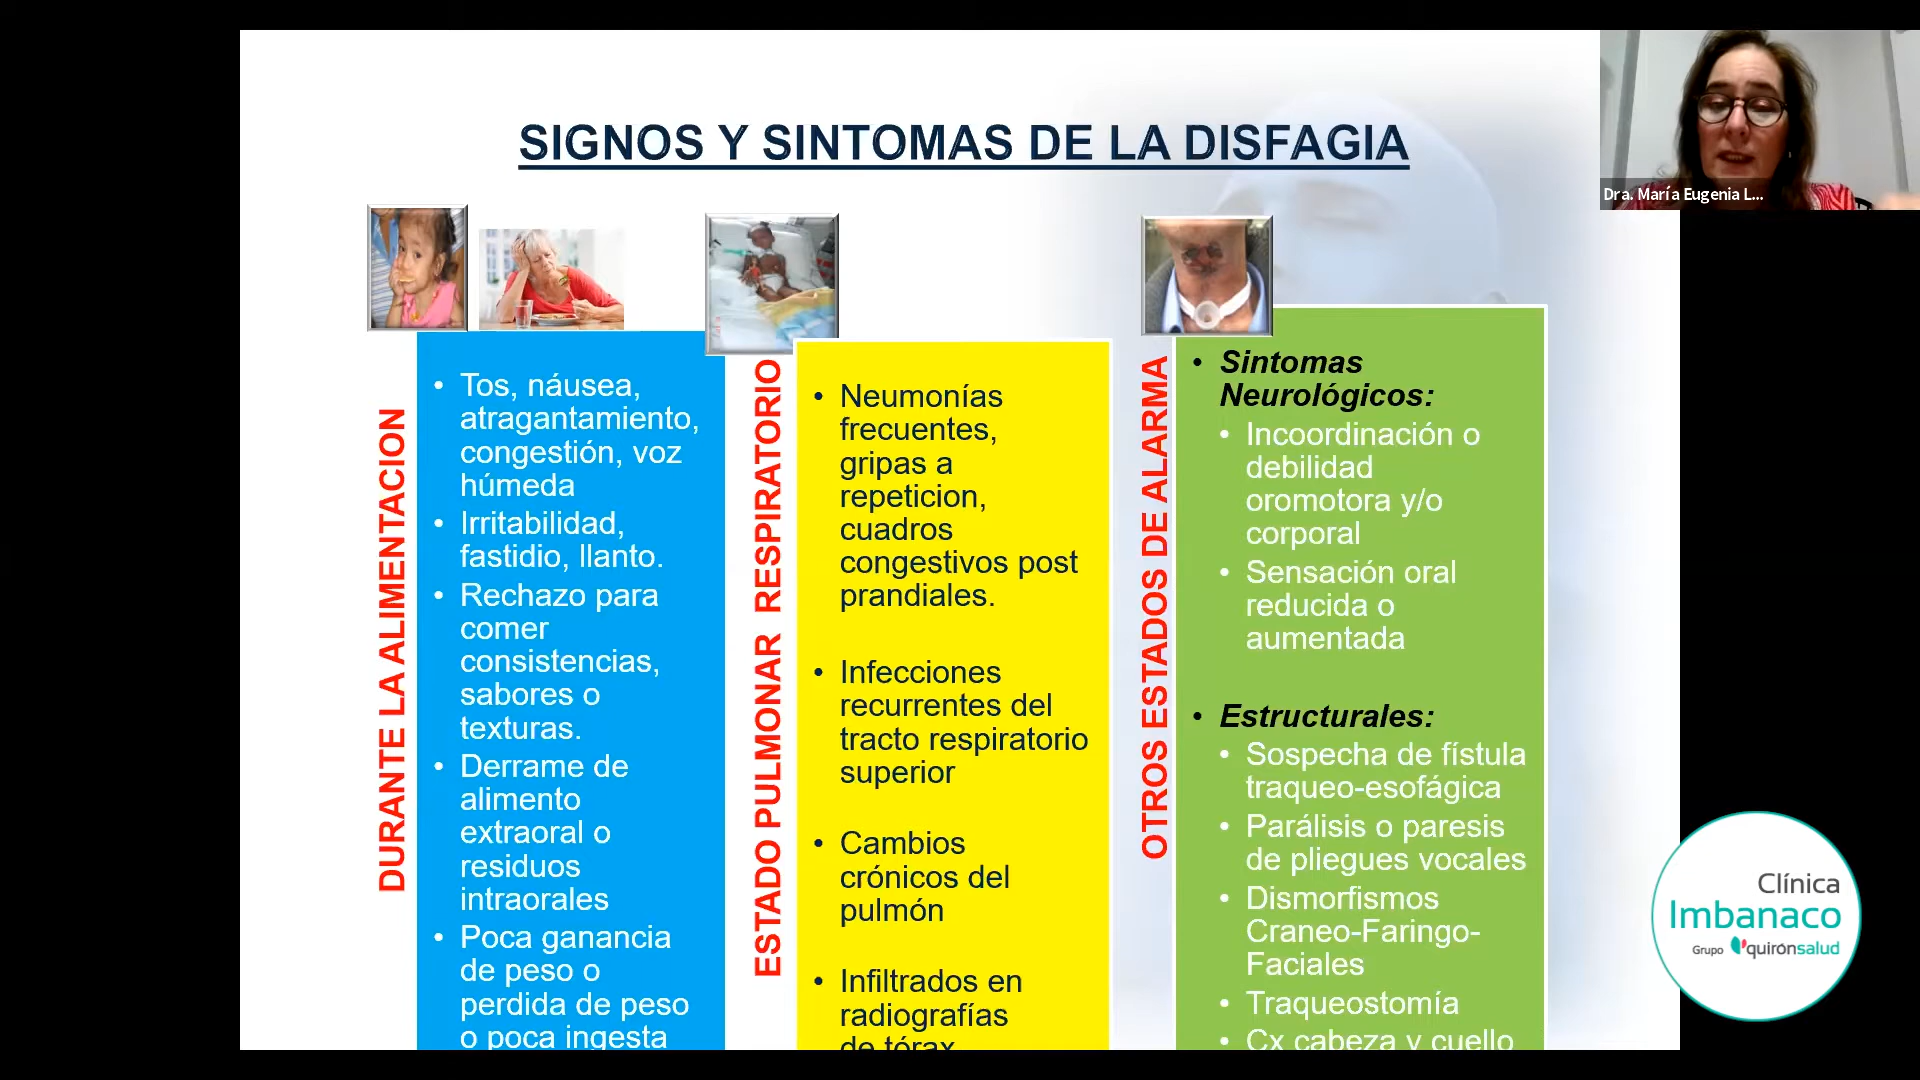 SIGNOS Y SINTOMAS DE LA DISFAGIA
Dra. María Eugenia L...
DURANTE LA ALIMENTACION
• Tos, náusea,
atragantamiento,
congestión, voz
húmeda
• Irritabilidad,
fastidio, llanto.
• Rechazo para
comer
consistencias,
sabores o
texturas.
• Derrame de
alimento
extraoral o
residuos
intraorales
• Poca ganancia
de peso o
perdida de peso
o poca ingesta
ESTADO PULMONAR RESPIRATORIO
• Neumonías
frecuentes,
gripas a
repeticion,
cuadros
congestivos post
prandiales.
• Infecciones
recurrentes del
tracto respiratorio
superior
• Cambios
crónicos del
pulmón
• Infiltrados en
radiografías
de tórax
OTROS ESTADOS DE ALARMA
• Sintomas
Neurológicos:
• Incoordinación o
debilidad
oromotora y/o
corporal
• Sensación oral
reducida o
aumentada
• Estructurales:
• Sospecha de fístula
traqueo-esofágica
• Parálisis o paresis
de pliegues vocales
• Dismorfismos
Craneo-Faringo-
Faciales
• Traqueostomía
• Cx cabeza y cuello
Clínica
Imbanaco
Grupo quirónsalud